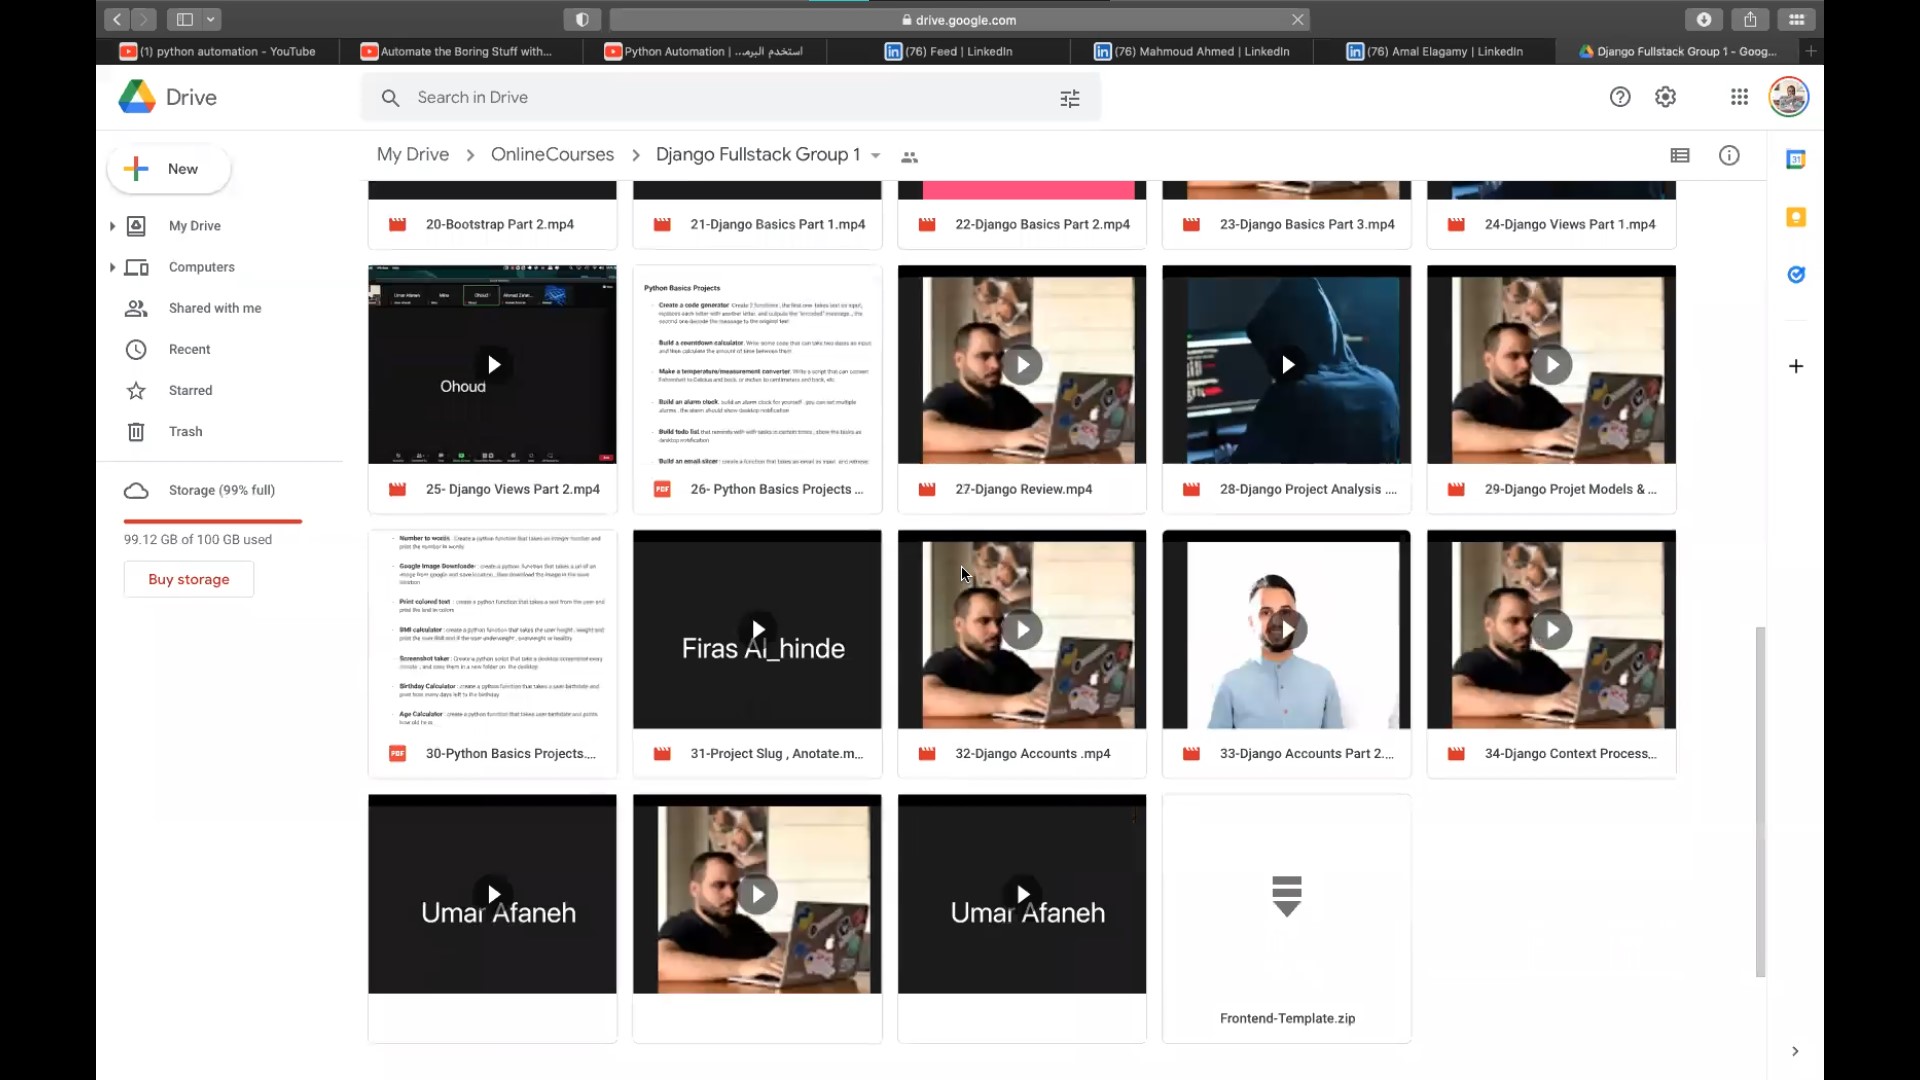 drive.google.com
(1) python automation - YouTube
Automate the Boring Stuff with...
Python Automation | ...استخدم البرمـ
(76) Feed | LinkedIn
(76) Mahmoud Ahmed | LinkedIn
(76) Amal Elagamy | LinkedIn
Django Fullstack Group 1 - Goog...
Drive
Search in Drive
New
My Drive
OnlineCourses
Django Fullstack Group 1
My Drive
Computers
Shared with me
Recent
Starred
Trash
Storage (99% full)
99.12 GB of 100 GB used
Buy storage
31
20-Bootstrap Part 2.mp4
21-Django Basics Part 1.mp4
22-Django Basics Part 2.mp4
23-Django Basics Part 3.mp4
24-Django Views Part 1.mp4
Ohoud
Python Basics Projects
25- Django Views Part 2.mp4
PDF
26- Python Basics Projects ...
27-Django Review.mp4
28-Django Project Analysis ....
29-Django Projet Models & ...
Firas Al_hinde
PDF
30-Python Basics Projects....
31-Project Slug , Anotate.m...
32-Django Accounts .mp4
33-Django Accounts Part 2....
34-Django Context Process...
Umar Afaneh
Umar Afaneh
Frontend-Template.zip